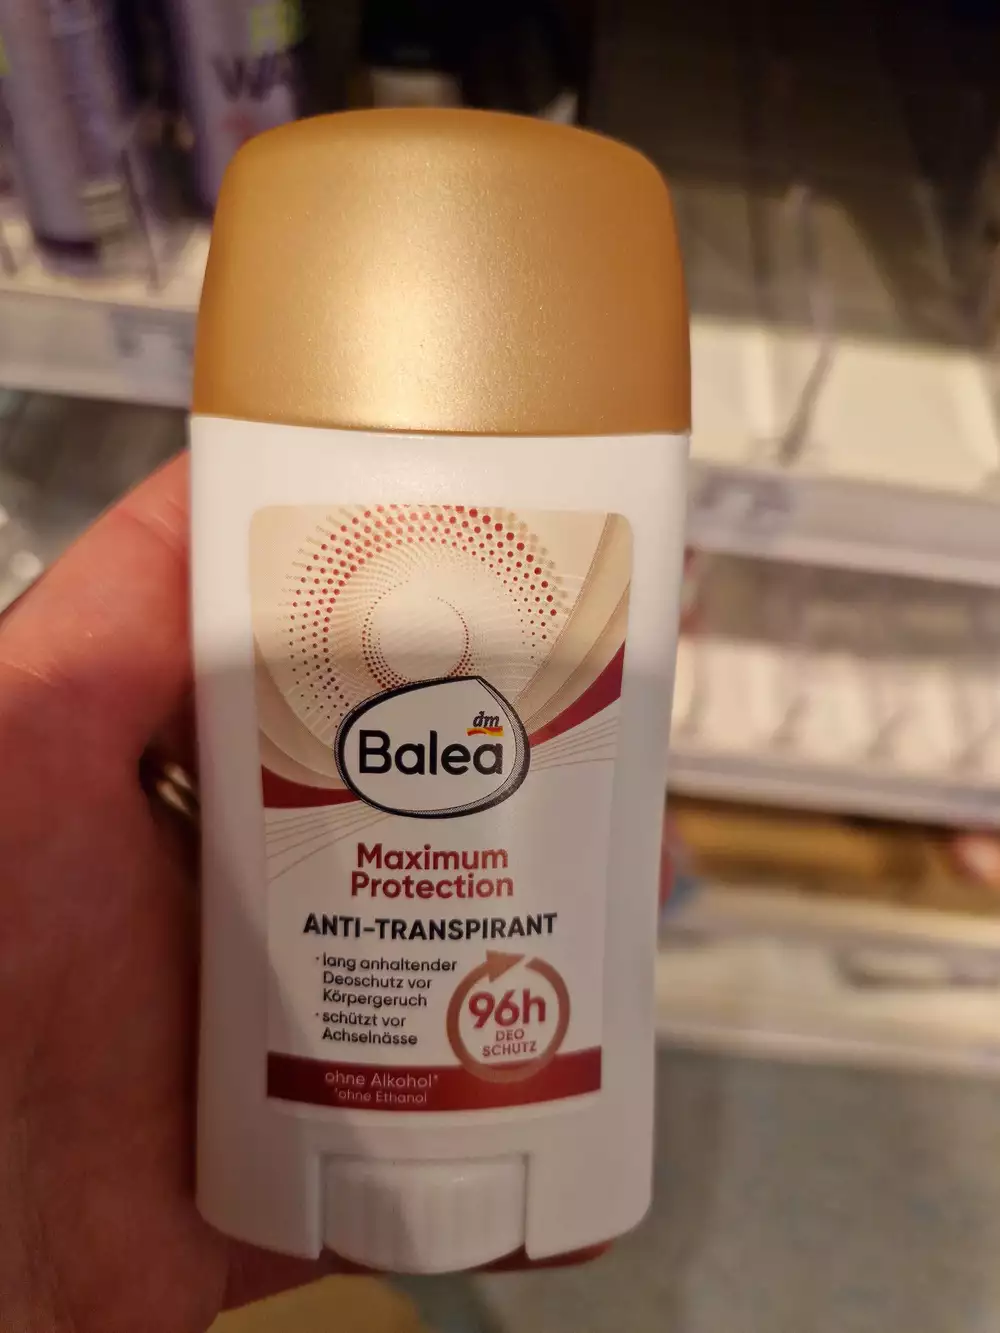 dm
Balea
Maximum
Protection
ANTI-TRANSPIRANT
· lang anhaltender
Deoschutz vor
Körpergeruch
· schützt vor
Achselnässe
96h
DEO
SCHUTZ
ohne Alkohol*
*ohne Ethanol